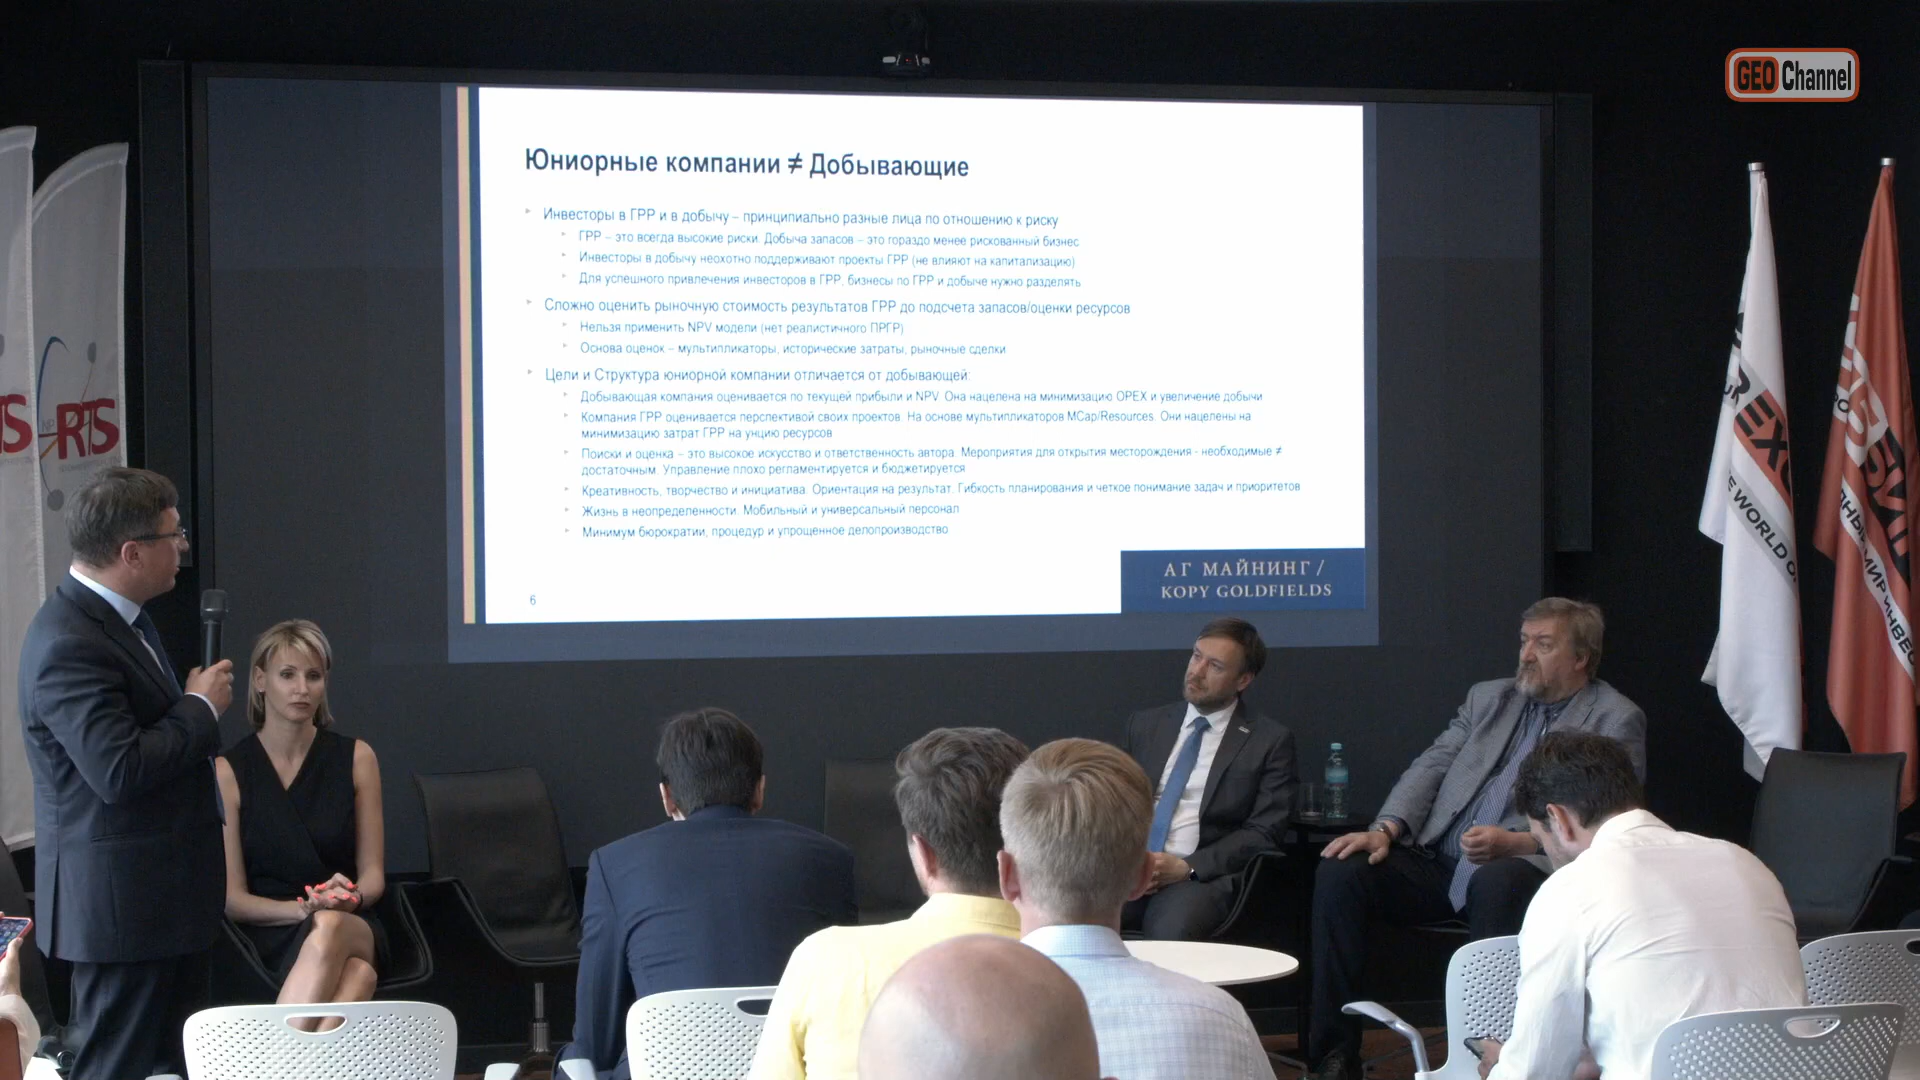 GEO Channel
Юниорные компании ≠ Добывающие
Инвесторы в ГРР и в добычу – принципиально разные лица по отношению к риску
ГРР – это всегда высокие риски. Добыча запасов – это гораздо менее рискованный бизнес
Инвесторы в добычу неохотно поддерживают проекты ГРР (не влияют на капитализацию)
Для успешного привлечения инвесторов в ГРР, бизнесы по ГРР и добыче нужно разделять
Сложно оценить рыночную стоимость результатов ГРР до подсчета запасов/оценки ресурсов
Нельзя применить NPV модели (нет реалистичного ПРГР)
Основа оценок – мультипликаторы, исторические затраты, рыночные сделки
Цели и Структура юниорной компании отличается от добывающей:
Добывающая компания оценивается по текущей прибыли и NPV. Она нацелена на минимизацию OPEX и увеличение добычи
Компания ГРР оценивается перспективой своих проектов. На основе мультипликаторов MCap/Resources. Они нацелены на
минимизацию затрат ГРР на унцию ресурсов
Поиски и оценка – это высокое искусство и ответственность автора. Мероприятия для открытия месторождения - необходимые ≠
достаточным. Управление плохо регламентируется и бюджетируется
Креативность, творчество и инициатива. Ориентация на результат. Гибкость планирования и четкое понимание задач и приоритетов
Жизнь в неопределенности. Мобильный и универсальный персонал
Минимум бюрократии, процедур и упрощенное делопроизводство
АГ МАЙНИНГ /
KOPY GOLDFIELDS
6
RTS
WORLD